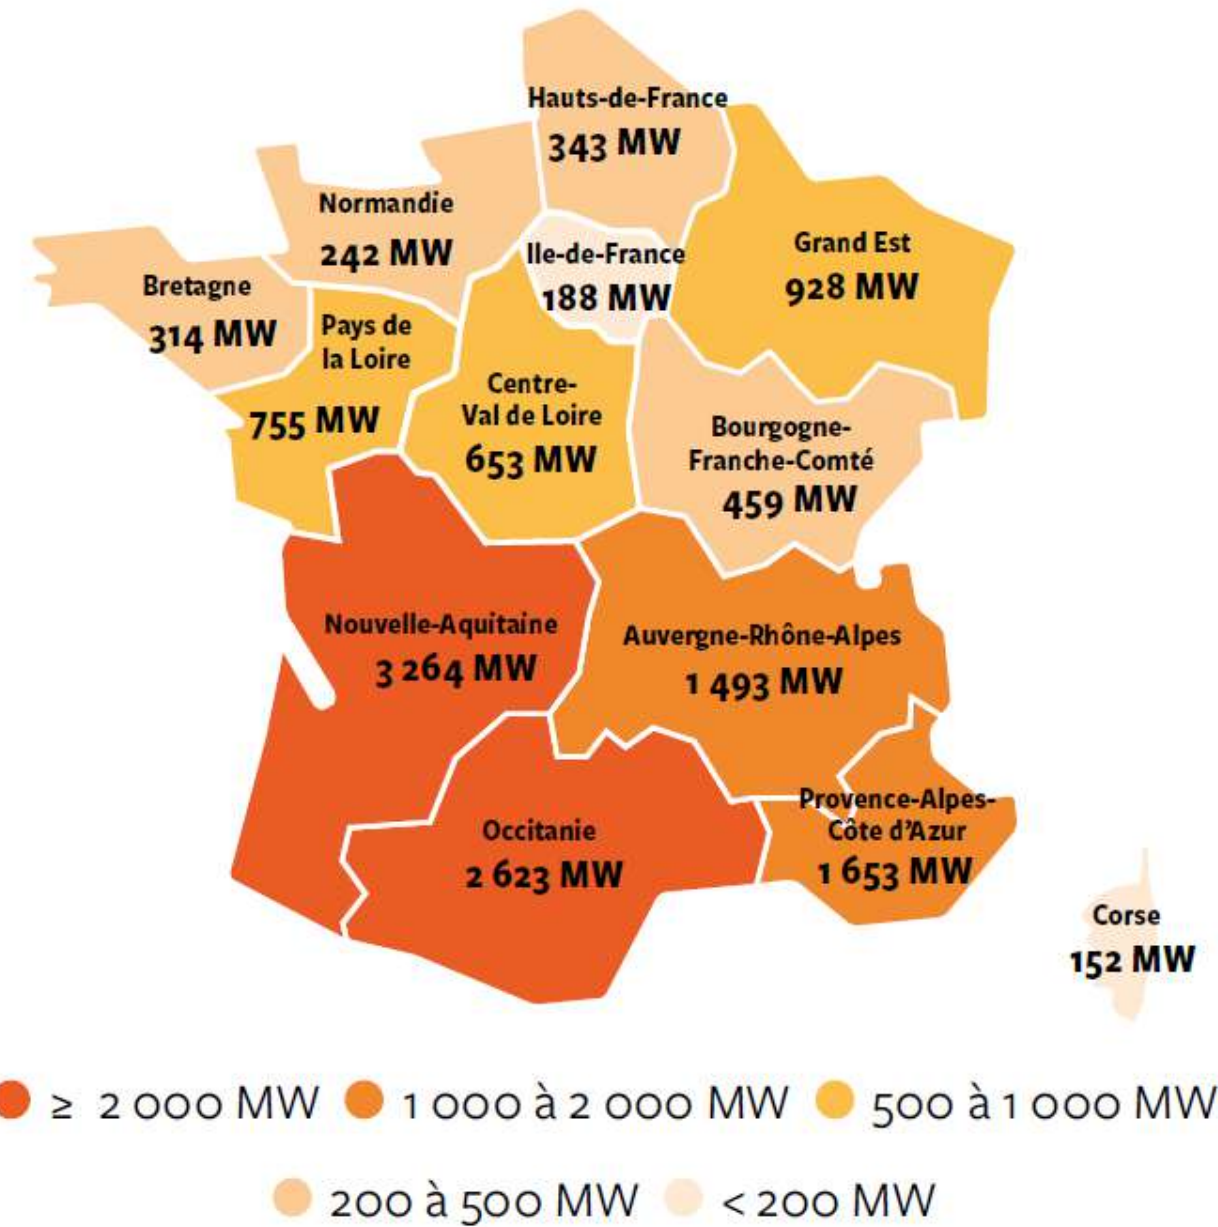 Hauts-de-France
343 MW
Normandie
242 MW
Ile-de-France
188 MW
Grand Est
928 MW
Bretagne
314 MW
Pays de
la Loire
755 MW
Centre-
Val de Loire
653 MW
Bourgogne-
Franche-Comté
459 MW
Nouvelle-Aquitaine
3 264 MW
Auvergne-Rhône-Alpes
1 493 MW
Occitanie
2 623 MW
Provence-Alpes-
Côte d'Azur
1 653 MW
Corse
152 MW
≥ 2 000 MW 1 000 à 2 000 MW 500 à 1 000 MW
200 à 500 MW < 200 MW